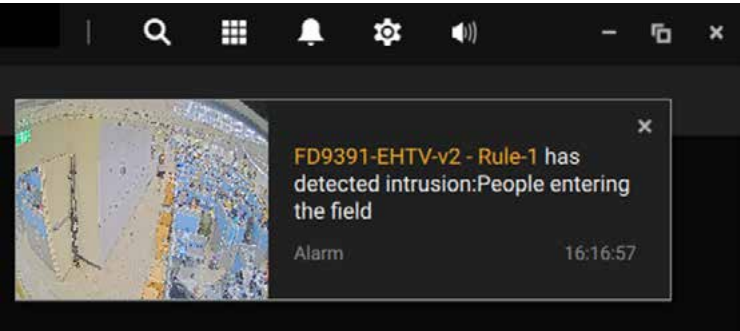 FD9391-EHTV-v2 - Rule-1 has
detected intrusion:People entering
the field
Alarm 16:16:57